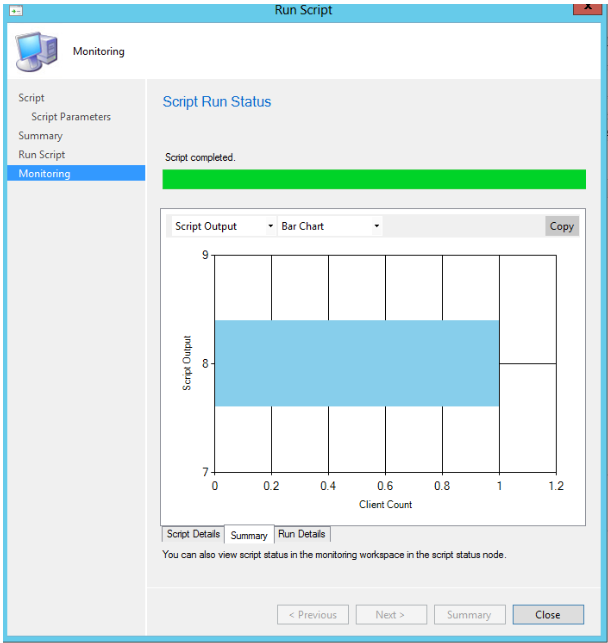 Run Script
x
Monitoring
Script
Script Parameters
Summary
Run Script
Monitoring
Script Run Status
Script completed.
Script Output
Bar Chart
Copy
9
8
7
Script Output
0 0.2 0.4 0.6 0.8 1 1.2
Client Count
Script Details Summary Run Details
You can also view script status in the monitoring workspace in the script status node.
< Previous Next > Summary Close